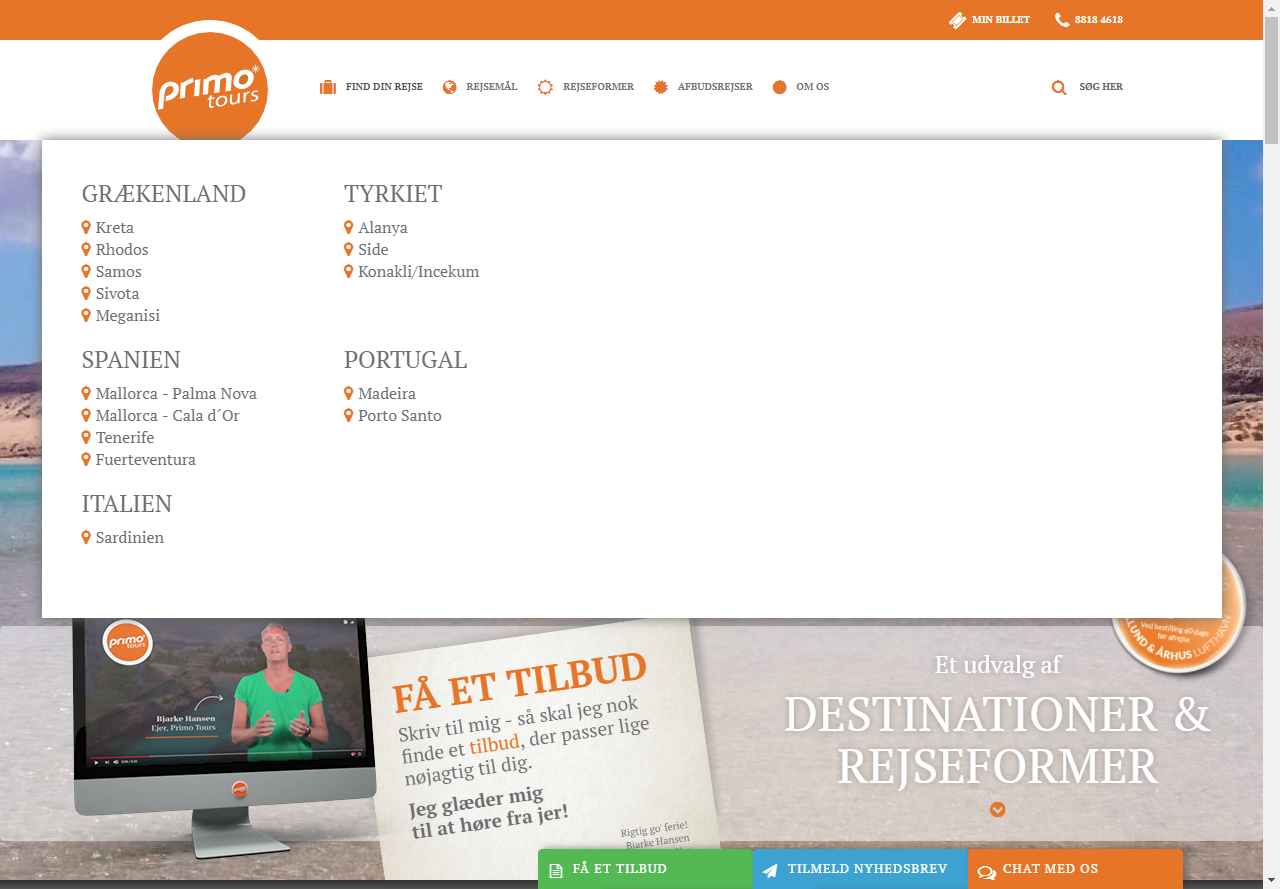 MIN BILLET
8818 4618
primo
tours
FIND DIN REJSE
REJSEMÅL
REJSEFORMER
AFBUDSREJSER
OM OS
SØG HER
GRÆKENLAND
Kreta
Rhodos
Samos
Sivota
Meganisi
TYRKIET
Alanya
Side
Konakli/Incekum
SPANIEN
Mallorca - Palma Nova
Mallorca - Cala d´Or
Tenerife
Fuerteventura
PORTUGAL
Madeira
Porto Santo
ITALIEN
Sardinien
primo
tours
Bjarke Hansen
Ejer, Primo Tours
FÅ ET TILBUD
Skriv til mig - så skal jeg nok
finde et tilbud, der passer lige
nøjagtig til dig.
Jeg glæder mig
til at høre fra jer!
Rigtig go' ferie!
Bjarke Hansen
Ved bestilling 60 dage
før afrejse
LUND & ÅRHUS LUFTHAVN
Et udvalg af
DESTINATIONER &
REJSEFORMER
FÅ ET TILBUD
TILMELD NYHEDSBREV
CHAT MED OS